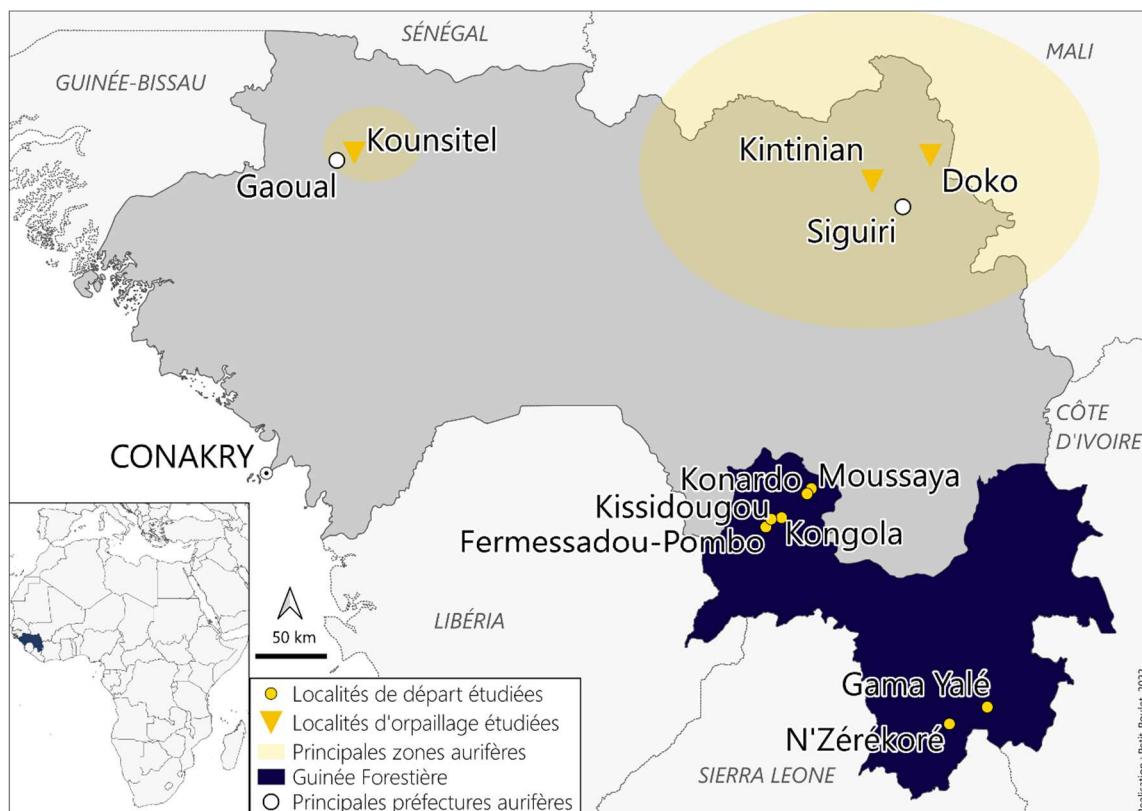 SÉNÉGAL
MALI
GUINÉE-BISSAU
Kounsitel
Gaoual
Kintinian
Doko
Siguiri
CÔTE
D'IVOIRE
CONAKRY
Konardo
Moussaya
Kissidougou
Kongola
Fermessadou-Pombo
LIBÉRIA
50 km
Gama Yalé
N'Zérékoré
SIERRA LEONE
Localités de départ étudiées
Localités d'orpaillage étudiées
Principales zones aurifères
Guinée Forestière
Principales préfectures aurifères